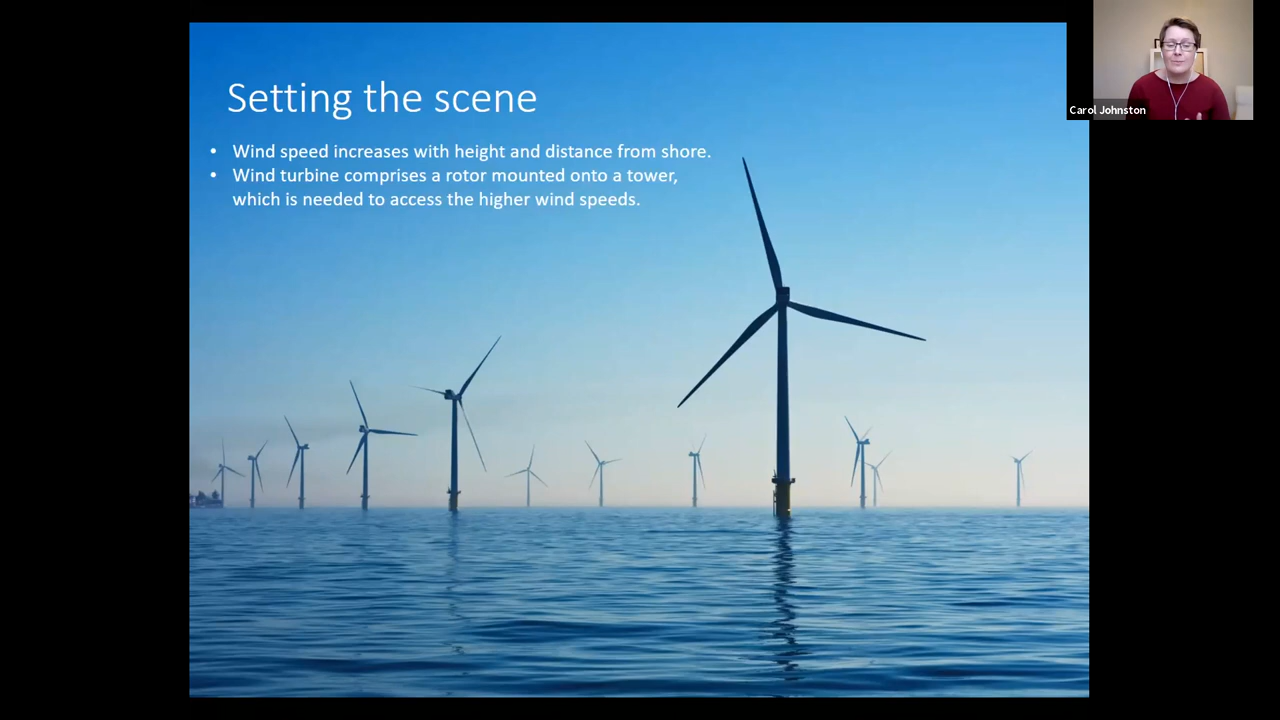 Setting the scene
• Wind speed increases with height and distance from shore.
• Wind turbine comprises a rotor mounted onto a tower,
which is needed to access the higher wind speeds.
Carol Johnston